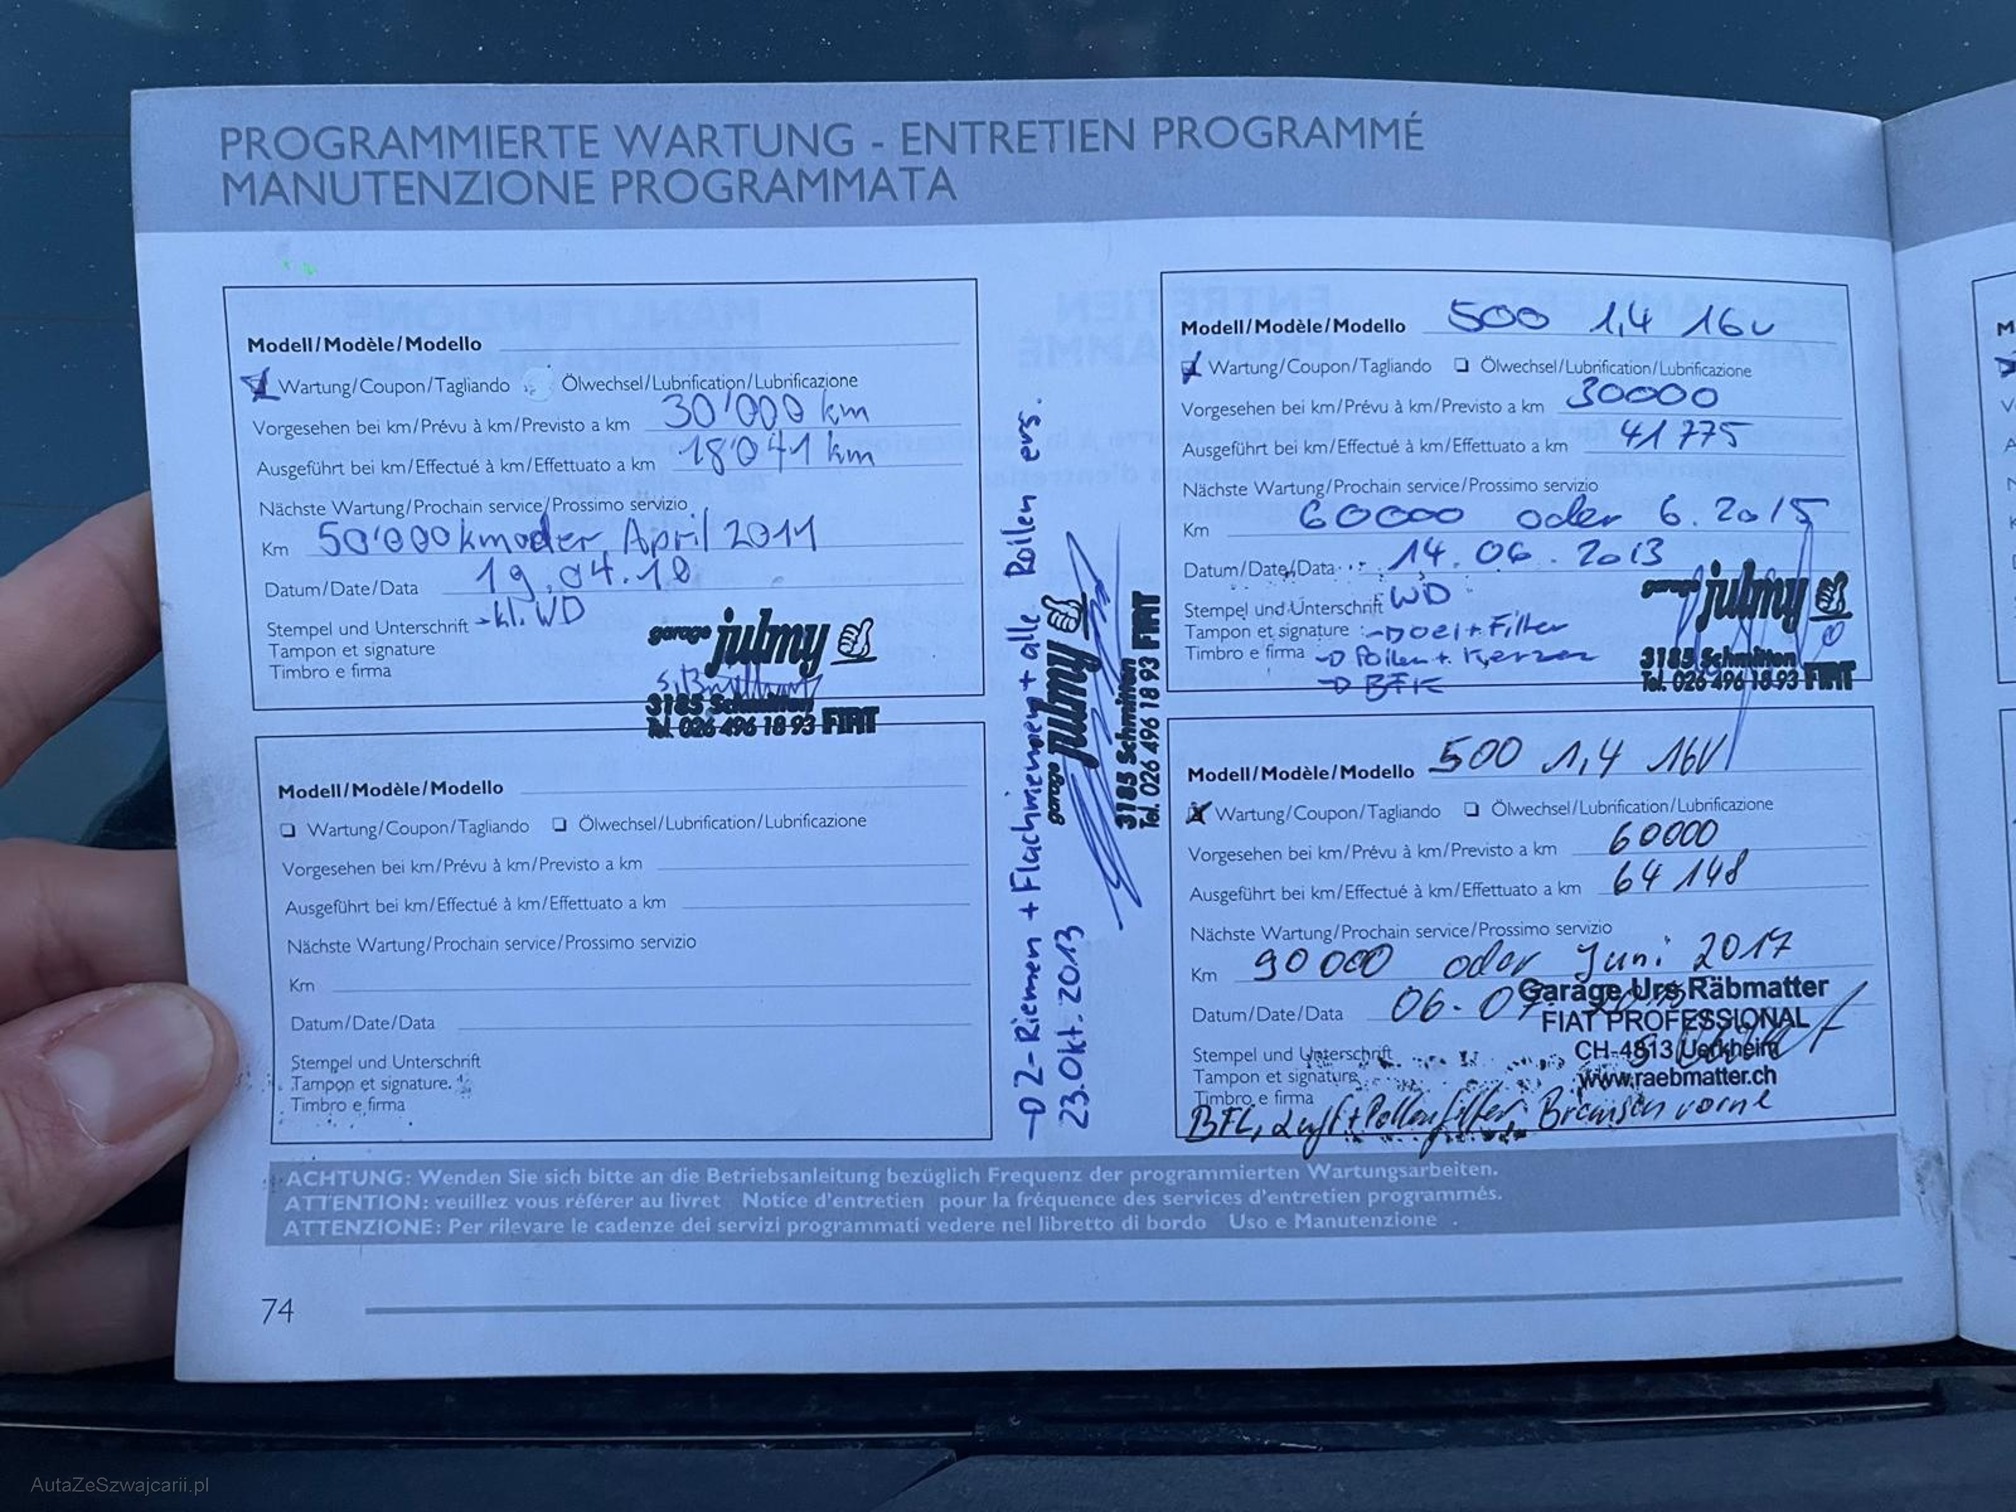 PROGRAMMIERTE WARTUNG - ENTRETIEN PROGRAMMÉ
MANUTENZIONE PROGRAMMATA
Modell/Modèle/Modello
Wartung/Coupon/Tagliando Ölwechsel/Lubrification/Lubrificazione
Vorgesehen bei km/Prévu à km/Previsto a km 30'000 km
Ausgeführt bei km/Effectué à km/Effettuato a km 18'041 km
Nächste Wartung/Prochain service/Prossimo servizio
Km 50'000 km oder April 2011
Datum/Date/Data 19.04.10
Stempel und Unterschrift → kl. WD
Tampon et signature
Timbro e firma
garage julmy
3185 Schmitten
Tel. 026 496 18 93 FIAT
Modell/Modèle/Modello
❏ Wartung/Coupon/Tagliando ❏ Ölwechsel/Lubrification/Lubrificazione
Vorgesehen bei km/Prévu à km/Previsto a km
Ausgeführt bei km/Effectué à km/Effettuato a km
Nächste Wartung/Prochain service/Prossimo servizio
Km
Datum/Date/Data
Stempel und Unterschrift
Tampon et signature
Timbro e firma
→ Z-Riemen + Flachriemen + alle Rollen ers.
23.Okt.2013
garage julmy
3185 Schmitten
Tel. 026 496 18 93 FIAT
Modell/Modèle/Modello 500 1,4 16v
Wartung/Coupon/Tagliando ❏ Ölwechsel/Lubrification/Lubrificazione
Vorgesehen bei km/Prévu à km/Previsto a km 30000
Ausgeführt bei km/Effectué à km/Effettuato a km 41775
Nächste Wartung/Prochain service/Prossimo servizio
Km 60000 oder 6.2015
Datum/Date/Data 14.06.2013
Stempel und Unterschrift WD
Tampon et signature → Oel + Filter
Timbro e firma → Pollen + Kerzen
→ BFK
garage julmy
3185 Schmitten
Tel. 026 496 18 93 FIAT
Modell/Modèle/Modello 500 1,4 16V
Wartung/Coupon/Tagliando ❏ Ölwechsel/Lubrification/Lubrificazione
Vorgesehen bei km/Prévu à km/Previsto a km 60000
Ausgeführt bei km/Effectué à km/Effettuato a km 64148
Nächste Wartung/Prochain service/Prossimo servizio
Km 90000 oder Juni 2017
Datum/Date/Data 06.07
Garage Urs Räbmatter
FIAT PROFESSIONAL
CH-4813 Uerkheim
www.raebmatter.ch
Stempel und Unterschrift
Tampon et signature
Timbro e firma
Luft + Pollenfilter, Bremsen vorne
ACHTUNG: Wenden Sie sich bitte an die Betriebsanleitung bezüglich Frequenz der programmierten Wartungsarbeiten.
ATTENTION: veuillez vous référer au livret Notice d'entretien pour la fréquence des services d'entretien programmés.
ATTENZIONE: Per rilevare le cadenze dei servizi programmati vedere nel libretto di bordo Uso e Manutenzione .
74
AutaZeSzwajcarii.pl